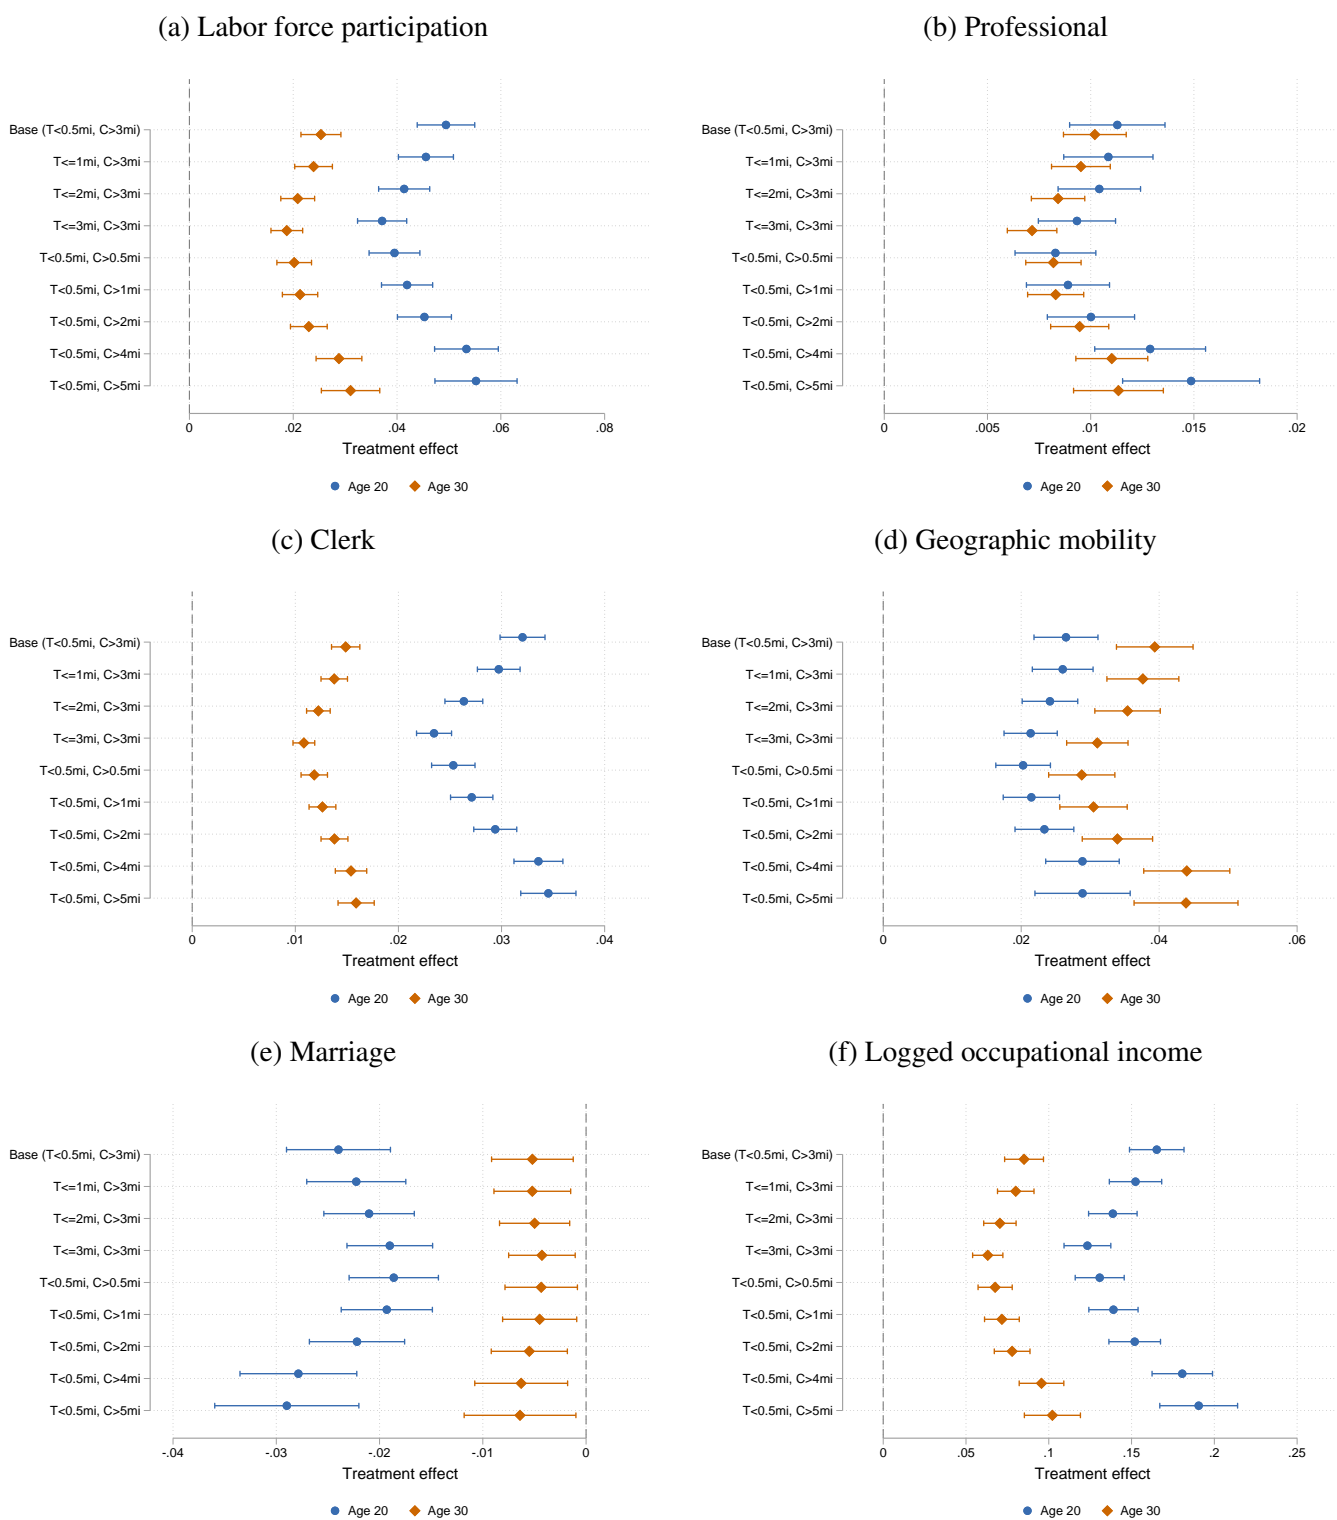 (a) Labor force participation
Base (T<0.5mi, C>3mi)
T<=1mi, C>3mi
T<=2mi, C>3mi
T<=3mi, C>3mi
T<0.5mi, C>0.5mi
T<0.5mi, C>1mi
T<0.5mi, C>2mi
T<0.5mi, C>4mi
T<0.5mi, C>5mi
0 .02 .04 .06 .08
Treatment effect
Age 20 Age 30
(b) Professional
Base (T<0.5mi, C>3mi)
T<=1mi, C>3mi
T<=2mi, C>3mi
T<=3mi, C>3mi
T<0.5mi, C>0.5mi
T<0.5mi, C>1mi
T<0.5mi, C>2mi
T<0.5mi, C>4mi
T<0.5mi, C>5mi
0 .005 .01 .015 .02
Treatment effect
Age 20 Age 30
(c) Clerk
Base (T<0.5mi, C>3mi)
T<=1mi, C>3mi
T<=2mi, C>3mi
T<=3mi, C>3mi
T<0.5mi, C>0.5mi
T<0.5mi, C>1mi
T<0.5mi, C>2mi
T<0.5mi, C>4mi
T<0.5mi, C>5mi
0 .01 .02 .03 .04
Treatment effect
Age 20 Age 30
(d) Geographic mobility
Base (T<0.5mi, C>3mi)
T<=1mi, C>3mi
T<=2mi, C>3mi
T<=3mi, C>3mi
T<0.5mi, C>0.5mi
T<0.5mi, C>1mi
T<0.5mi, C>2mi
T<0.5mi, C>4mi
T<0.5mi, C>5mi
0 .02 .04 .06
Treatment effect
Age 20 Age 30
(e) Marriage
Base (T<0.5mi, C>3mi)
T<=1mi, C>3mi
T<=2mi, C>3mi
T<=3mi, C>3mi
T<0.5mi, C>0.5mi
T<0.5mi, C>1mi
T<0.5mi, C>2mi
T<0.5mi, C>4mi
T<0.5mi, C>5mi
-.04 -.03 -.02 -.01 0
Treatment effect
Age 20 Age 30
(f) Logged occupational income
Base (T<0.5mi, C>3mi)
T<=1mi, C>3mi
T<=2mi, C>3mi
T<=3mi, C>3mi
T<0.5mi, C>0.5mi
T<0.5mi, C>1mi
T<0.5mi, C>2mi
T<0.5mi, C>4mi
T<0.5mi, C>5mi
0 .05 .1 .15 .2 .25
Treatment effect
Age 20 Age 30